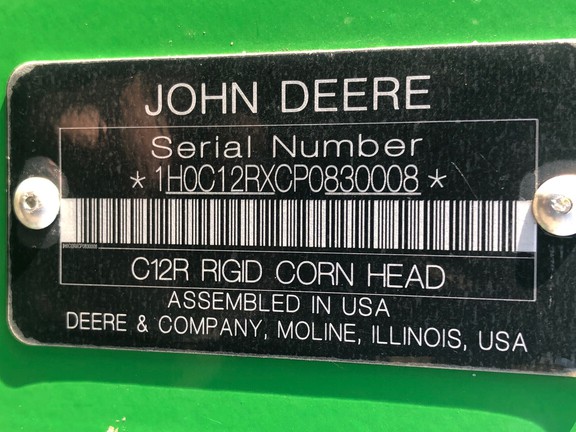 JOHN DEERE
Serial Number
*1H0C12RXCP0830008*
C12R RIGID CORN HEAD
ASSEMBLED IN USA
DEERE & COMPANY, MOLINE, ILLINOIS, USA